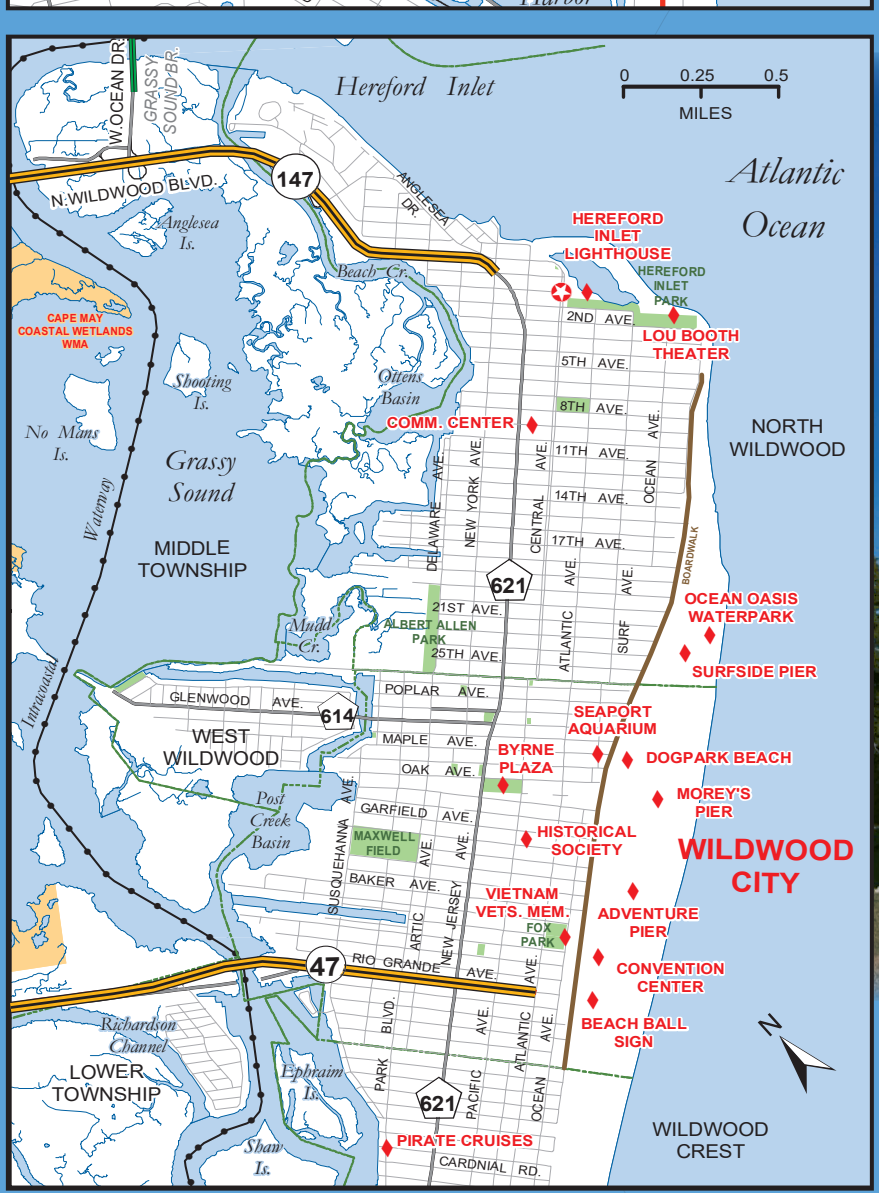 Harbor
Hereford Inlet
0 0.25 0.5
MILES
W. OCEAN DR.
GRASSY
SOUND BR.
Atlantic
Ocean
N. WILDWOOD BLVD.
147
ANGLESEA
DR.
Anglesea
Is.
HEREFORD
INLET
LIGHTHOUSE
HEREFORD
INLET
PARK
Beach Cr.
CAPE MAY
COASTAL WETLANDS
WMA
2ND AVE.
LOU BOOTH
THEATER
5TH AVE.
Shooting
Is.
Ottens
Basin
8TH AVE.
COMM. CENTER
No Mans
Is.
NORTH
WILDWOOD
11TH AVE.
Grassy
Sound
14TH AVE.
OCEAN AVE.
DELAWARE AVE.
NEW YORK AVE.
CENTRAL AVE.
17TH AVE.
Waterway
MIDDLE
TOWNSHIP
BOARDWALK
621
ATLANTIC AVE.
SURF AVE.
OCEAN OASIS
WATERPARK
21ST AVE.
ALBERT ALLEN
PARK
25TH AVE.
Mudd
Cr.
SURFSIDE PIER
Intracoastal
POPLAR AVE.
GLENWOOD AVE.
614
WEST
WILDWOOD
MAPLE AVE.
SEAPORT
AQUARIUM
BYRNE
PLAZA
DOGPARK BEACH
OAK AVE.
MOREY'S
PIER
Post
Creek
Basin
GARFIELD AVE.
SUSQUEHANNA AVE.
MAXWELL
FIELD
HISTORICAL
SOCIETY
WILDWOOD
CITY
BAKER AVE.
ARTIC AVE.
NEW JERSEY AVE.
VIETNAM
VETS. MEM.
FOX
PARK
ADVENTURE
PIER
47
RIO GRANDE AVE.
CONVENTION
CENTER
BEACH BALL
SIGN
Richardson
Channel
PARK BLVD.
PACIFIC AVE.
ATLANTIC AVE.
OCEAN AVE.
N
LOWER
TOWNSHIP
Ephraim
Is.
621
WILDWOOD
CREST
PIRATE CRUISES
Shaw
Is.
CARDNIAL RD.